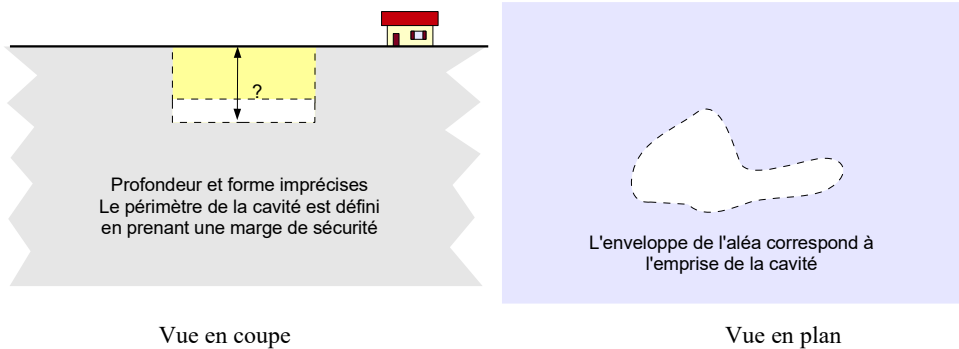 ?
Profondeur et forme imprécises
Le périmètre de la cavité est défini
en prenant une marge de sécurité
L'enveloppe de l'aléa correspond à
l'emprise de la cavité
Vue en coupe
Vue en plan